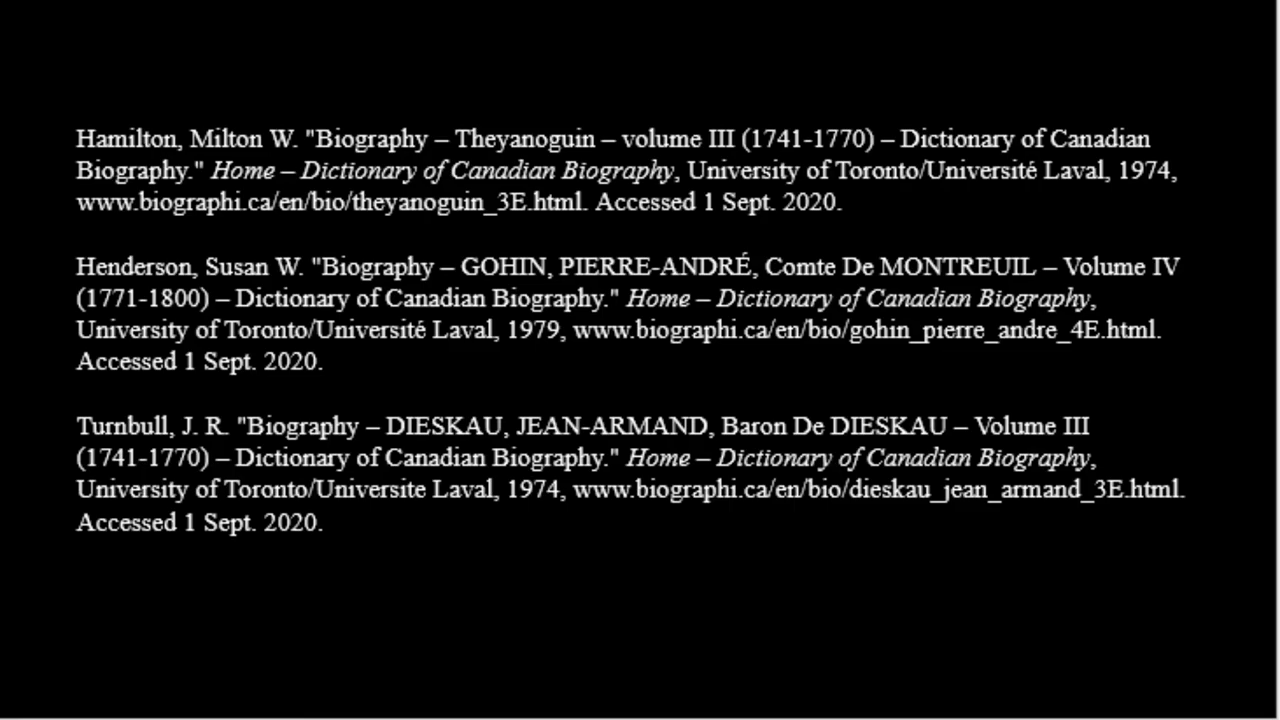 Hamilton, Milton W. "Biography – Theyanoguin – volume III (1741-1770) – Dictionary of Canadian
Biography." Home – Dictionary of Canadian Biography, University of Toronto/Université Laval, 1974,
www.biographi.ca/en/bio/theyanoguin_3E.html. Accessed 1 Sept. 2020.
Henderson, Susan W. "Biography – GOHIN, PIERRE-ANDRÉ, Comte De MONTREUIL – Volume IV
(1771-1800) – Dictionary of Canadian Biography." Home – Dictionary of Canadian Biography,
University of Toronto/Université Laval, 1979, www.biographi.ca/en/bio/gohin_pierre_andre_4E.html.
Accessed 1 Sept. 2020.
Turnbull, J. R. "Biography – DIESKAU, JEAN-ARMAND, Baron De DIESKAU – Volume III
(1741-1770) – Dictionary of Canadian Biography." Home – Dictionary of Canadian Biography,
University of Toronto/Universite Laval, 1974, www.biographi.ca/en/bio/dieskau_jean_armand_3E.html.
Accessed 1 Sept. 2020.